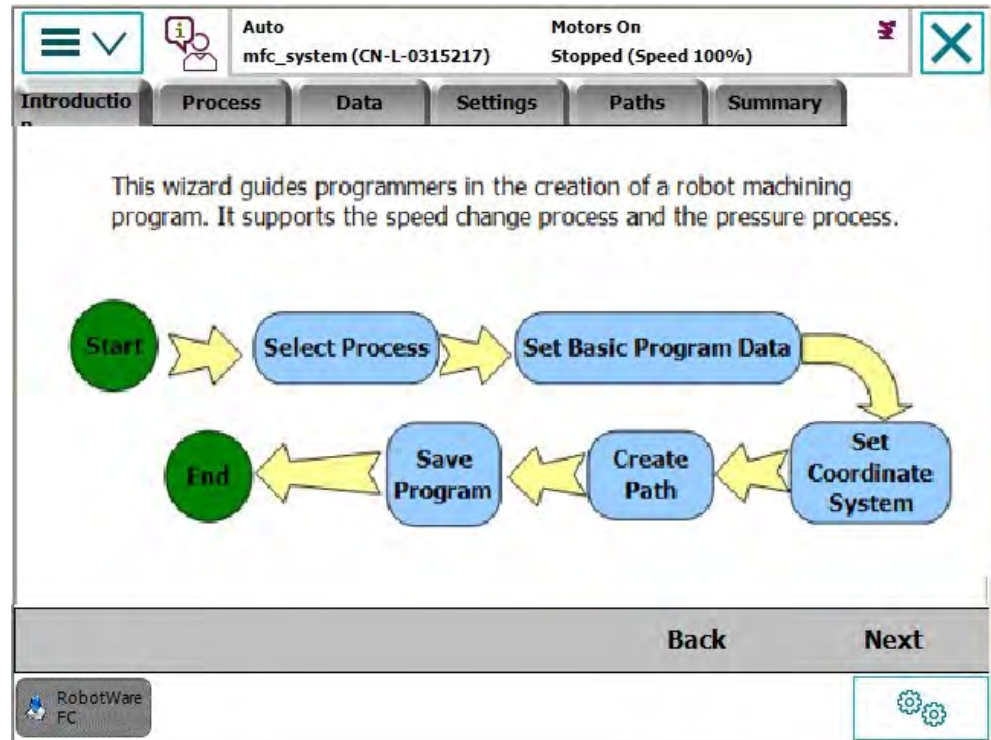 Auto
Motors On
mfc_system (CN-L-0315217)
Stopped (Speed 100%)
Introductio
n
Process
Data
Settings
Paths
Summary
This wizard guides programmers in the creation of a robot machining
program. It supports the speed change process and the pressure process.
Start
Select Process
Set Basic Program Data
Set
Coordinate
System
Create
Path
Save
Program
End
Back
Next
RobotWare
FC